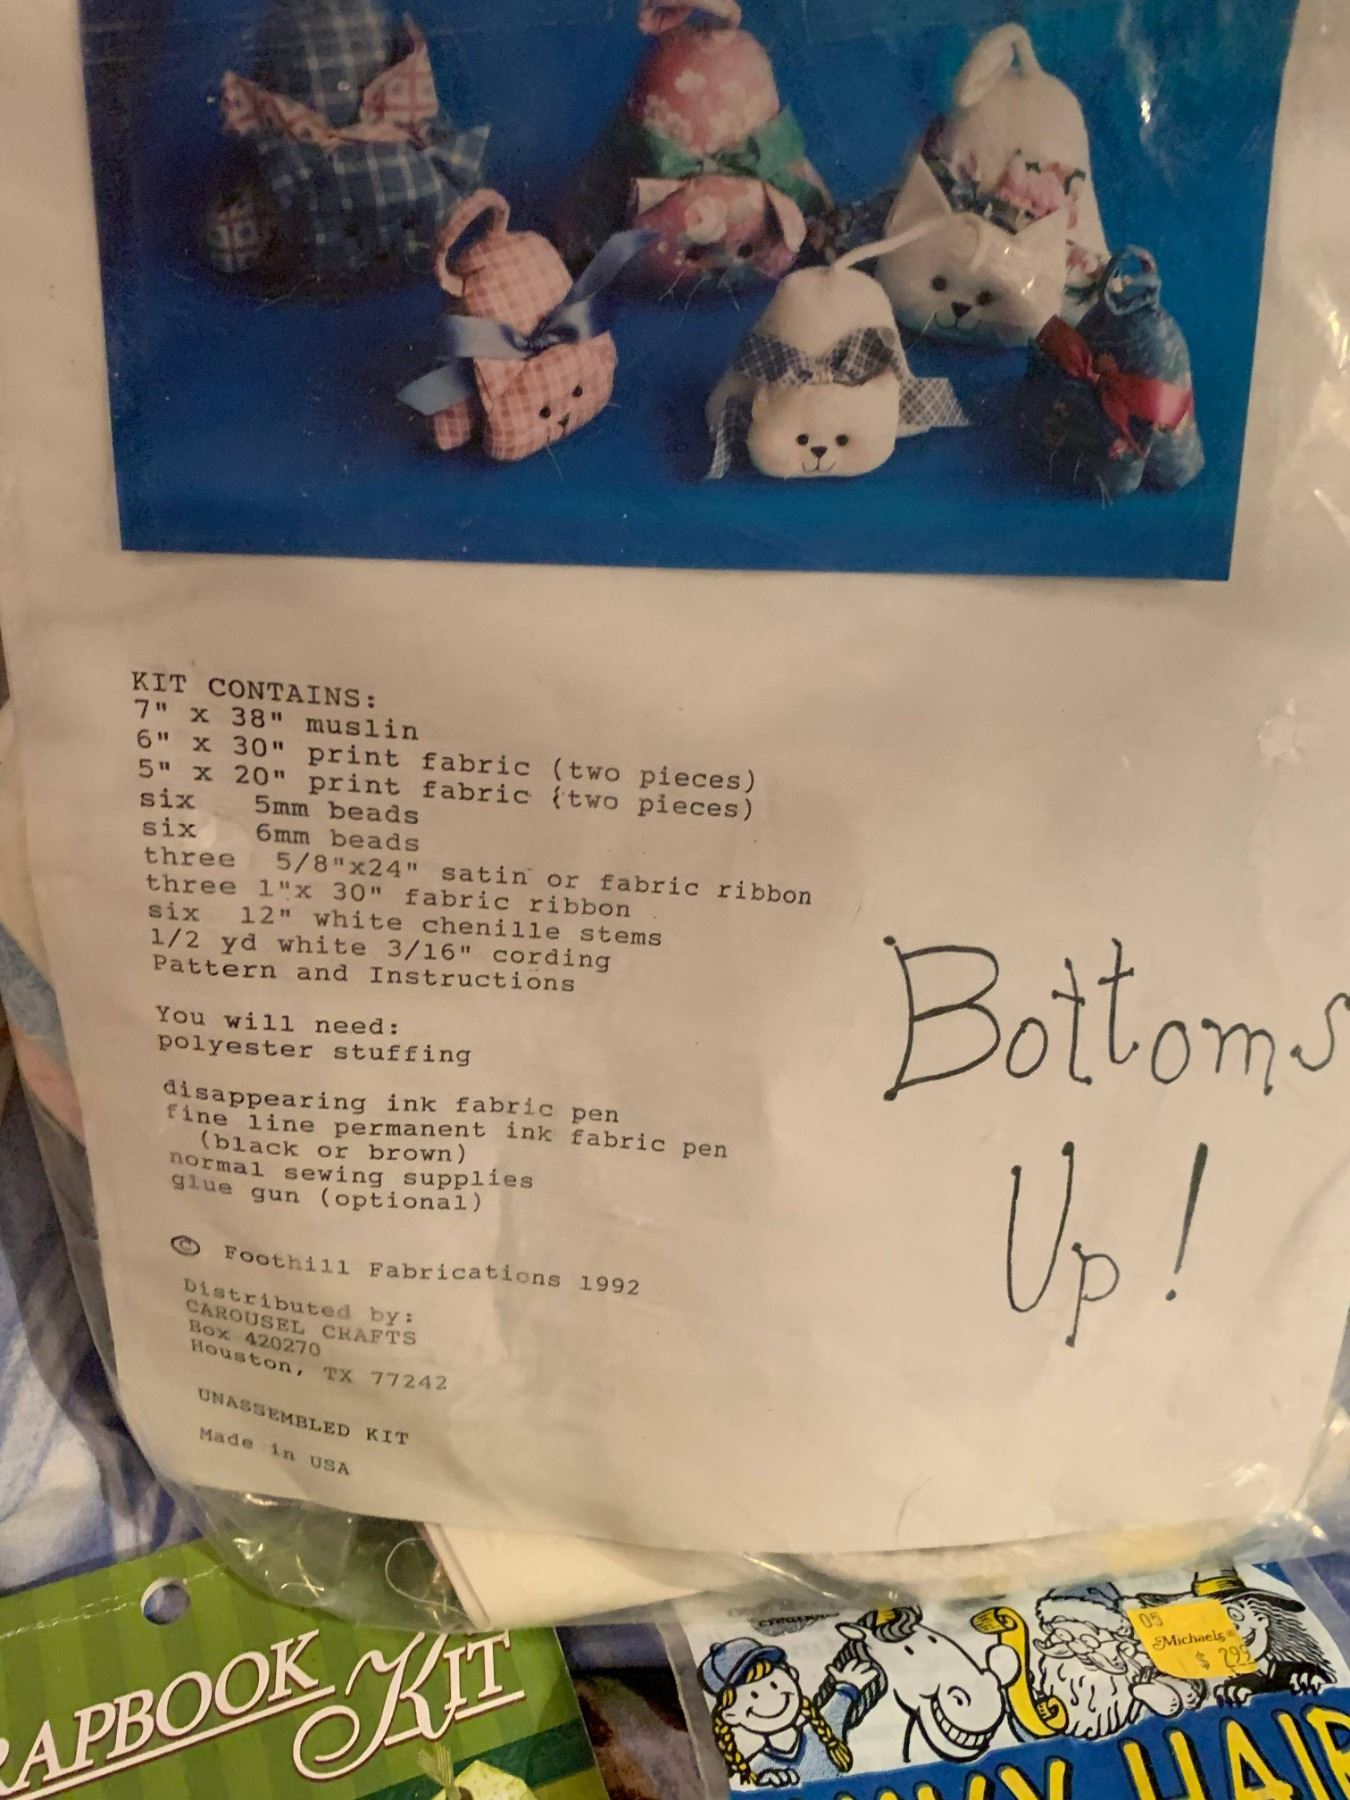 KIT CONTAINS:
7" x 38" muslin
6" x 30" print fabric (two pieces)
5" x 20" print fabric (two pieces)
six 5mm beads
six 6mm beads
three 5/8"x24" satin or fabric ribbon
three 1"x 30" fabric ribbon
six 12" white chenille stems
1/2 yd white 3/16" cording
Pattern and Instructions
You will need:
polyester stuffing
disappearing ink fabric pen
fine line permanent ink fabric pen
(black or brown)
normal sewing supplies
glue gun (optional)
© Foothill Fabrications 1992
Distributed by:
CAROUSEL CRAFTS
Box 420270
Houston, TX 77242
UNASSEMBLED KIT
Made in USA
Bottoms
Up!
RAPBOOK KIT
05
Michaels
$ 2.99
HAIR